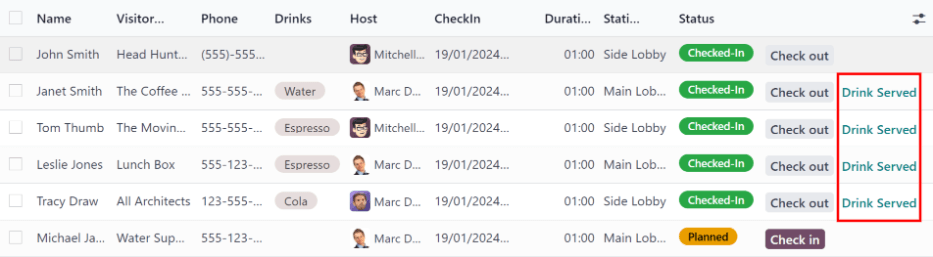 Name Visitor... Phone Drinks Host CheckIn Durati... Stati... Status
John Smith Head Hunt... (555)-555... Mitchell... 19/01/2024... 01:00 Side Lobby Checked-In Check out
Janet Smith The Coffee ... 555-555-... Water Marc D... 19/01/2024... 01:00 Main Lob... Checked-In Check out Drink Served
Tom Thumb The Movin... 555-555-... Espresso Mitchell... 19/01/2024... 01:00 Side Lobby Checked-In Check out Drink Served
Leslie Jones Lunch Box 555-123-... Espresso Marc D... 19/01/2024... 01:00 Main Lobby Checked-In Check out Drink Served
Tracy Draw All Architects 123-555-... Cola Marc D... 19/01/2024... 01:00 Side Lobby Checked-In Check out Drink Served
Michael Ja... Water Sup... 555-123-... Marc D... 19/01/2024... 01:00 Main Lob... Planned Check in